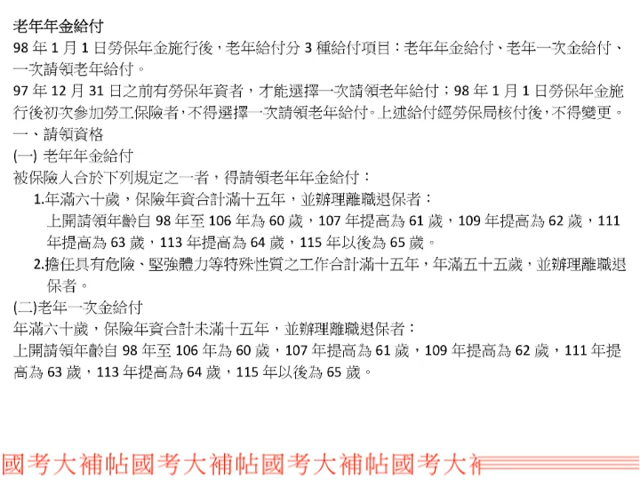 老年年金給付
98 年 1 月 1 日勞保年金施行後，老年給付分 3 種給付項目：老年年金給付、老年一次金給付、
一次請領老年給付。
97 年 12 月 31 日之前有勞保年資者，才能選擇一次請領老年給付；98 年 1 月 1 日勞保年金施
行後初次參加勞工保險者，不得選擇一次請領老年給付。上述給付經勞保局核付後，不得變更。
一、請領資格
(一) 老年年金給付
被保險人合於下列規定之一者，得請領老年年金給付：
1.年滿六十歲，保險年資合計滿十五年，並辦理離職退保者：
上開請領年齡自 98 年至 106 年為 60 歲，107 年提高為 61 歲，109 年提高為 62 歲，111
年提高為 63 歲，113 年提高為 64 歲，115 年以後為 65 歲。
2.擔任具有危險、堅強體力等特殊性質之工作合計滿十五年，年滿五十五歲，並辦理離職退
保者。
(二)老年一次金給付
年滿六十歲，保險年資合計未滿十五年，並辦理離職退保者：
上開請領年齡自 98 年至 106 年為 60 歲，107 年提高為 61 歲，109 年提高為 62 歲，111 年提
高為 63 歲，113 年提高為 64 歲，115 年以後為 65 歲。
國考大補帖國考大補帖國考大補帖國考大補